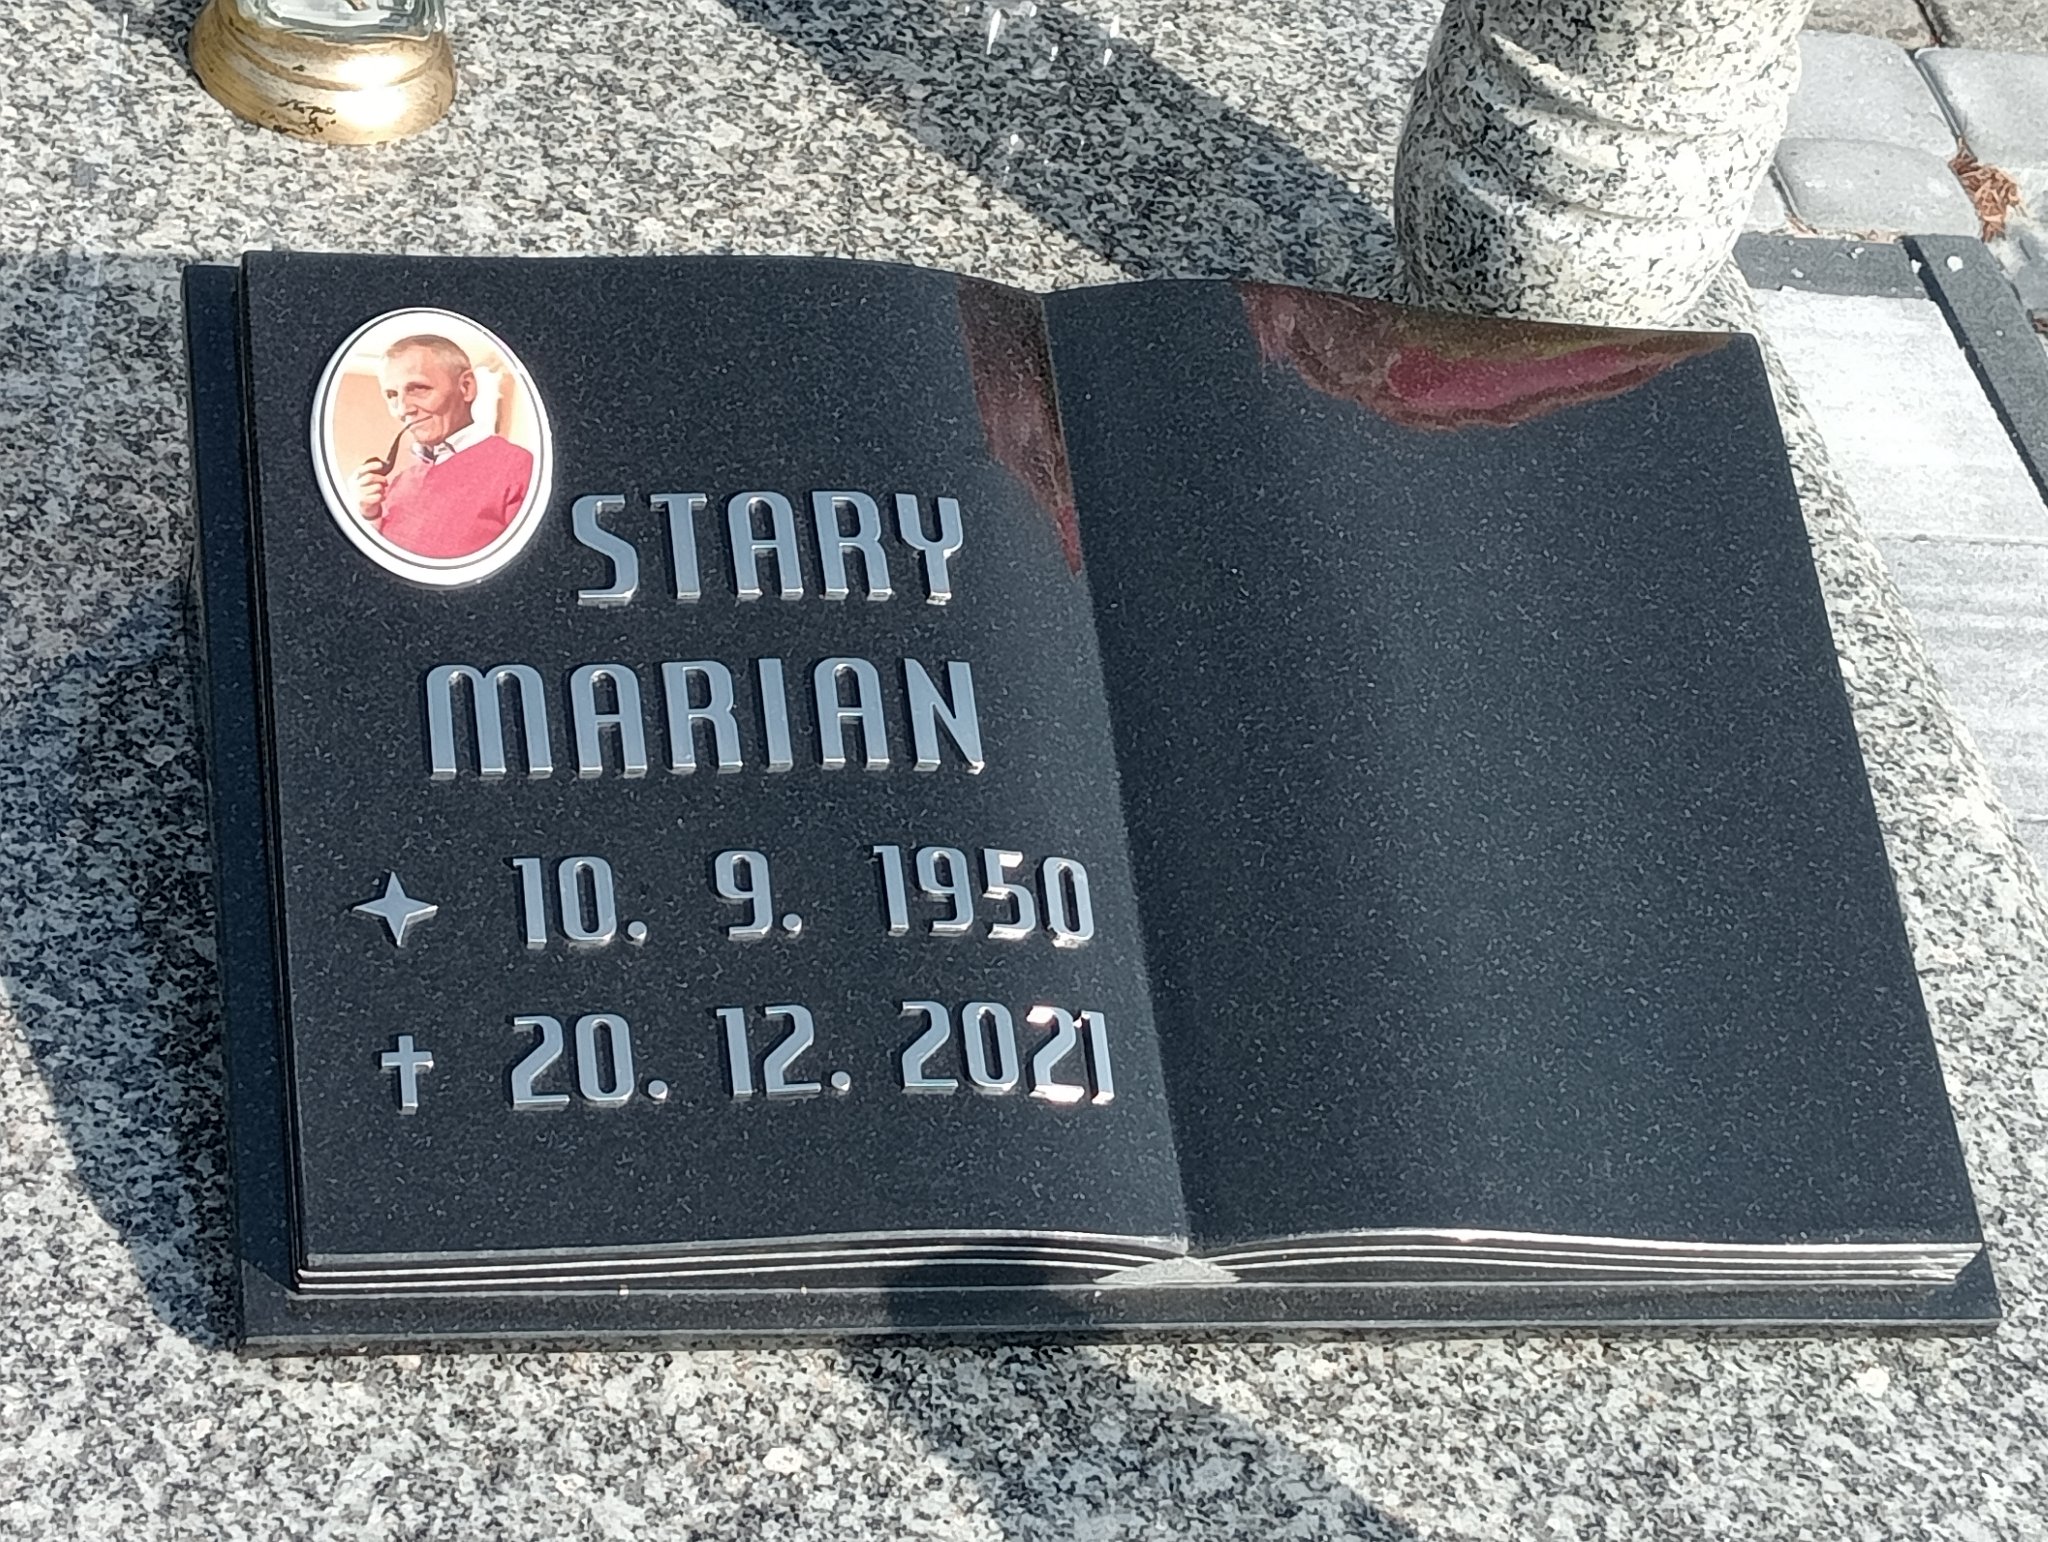 STARY
MARIAN
10. 9. 1950
20. 12. 2021